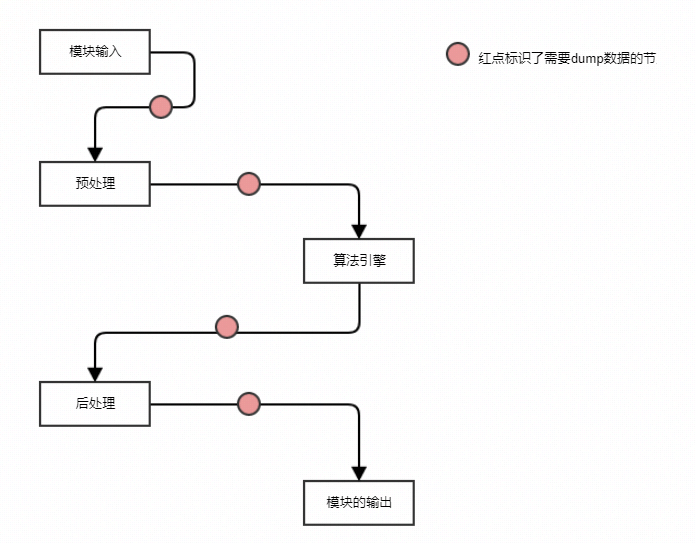 模块输入
红点标识了需要dump数据的节
预处理
算法引擎
后处理
模块的输出